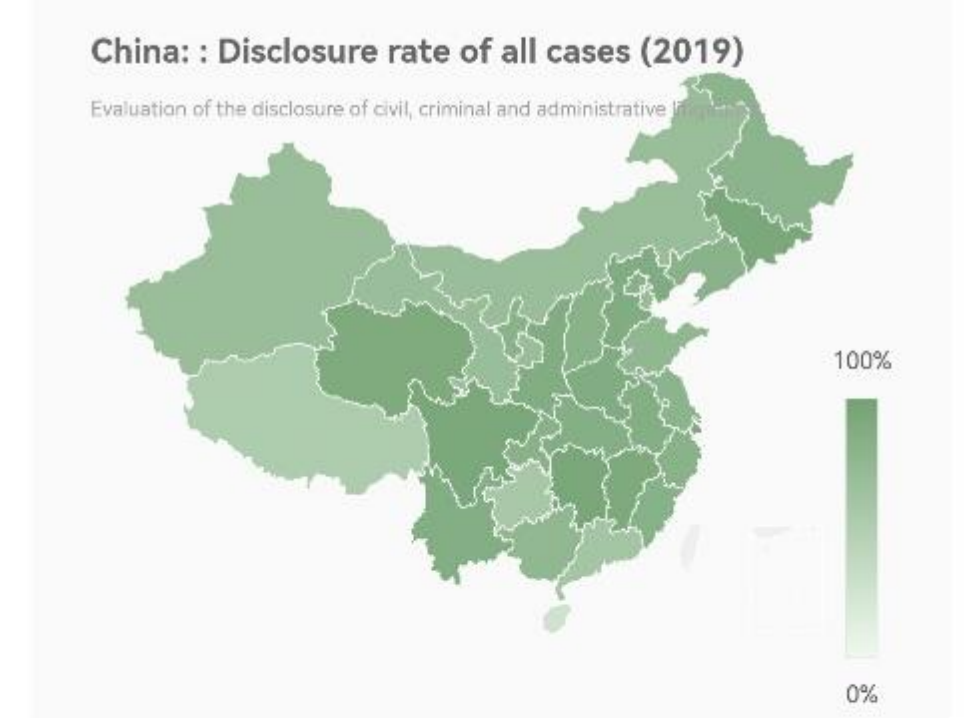 China: : Disclosure rate of all cases (2019)
Evaluation of the disclosure of civil, criminal and administrative
100%
0%